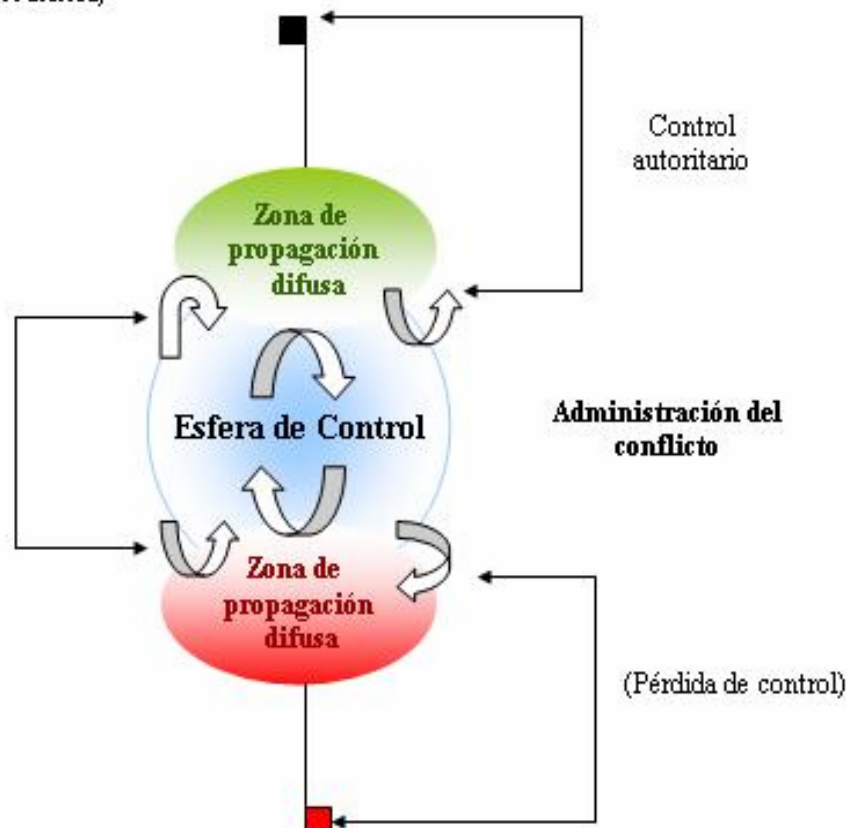 Control
autoritario
Zona de
propagación
difusa
Esfera de Control
Administración del
conflicto
Zona de
propagación
difusa
(Pérdida de control)